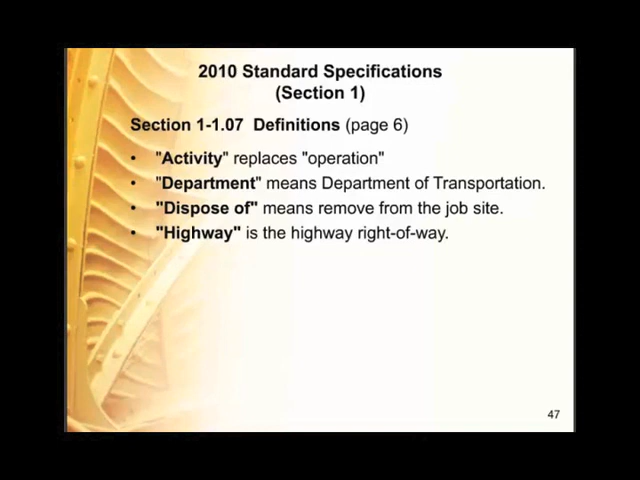 2010 Standard Specifications
(Section 1)
Section 1-1.07 Definitions (page 6)
• "Activity" replaces "operation"
• "Department" means Department of Transportation.
• "Dispose of" means remove from the job site.
• "Highway" is the highway right-of-way.
47